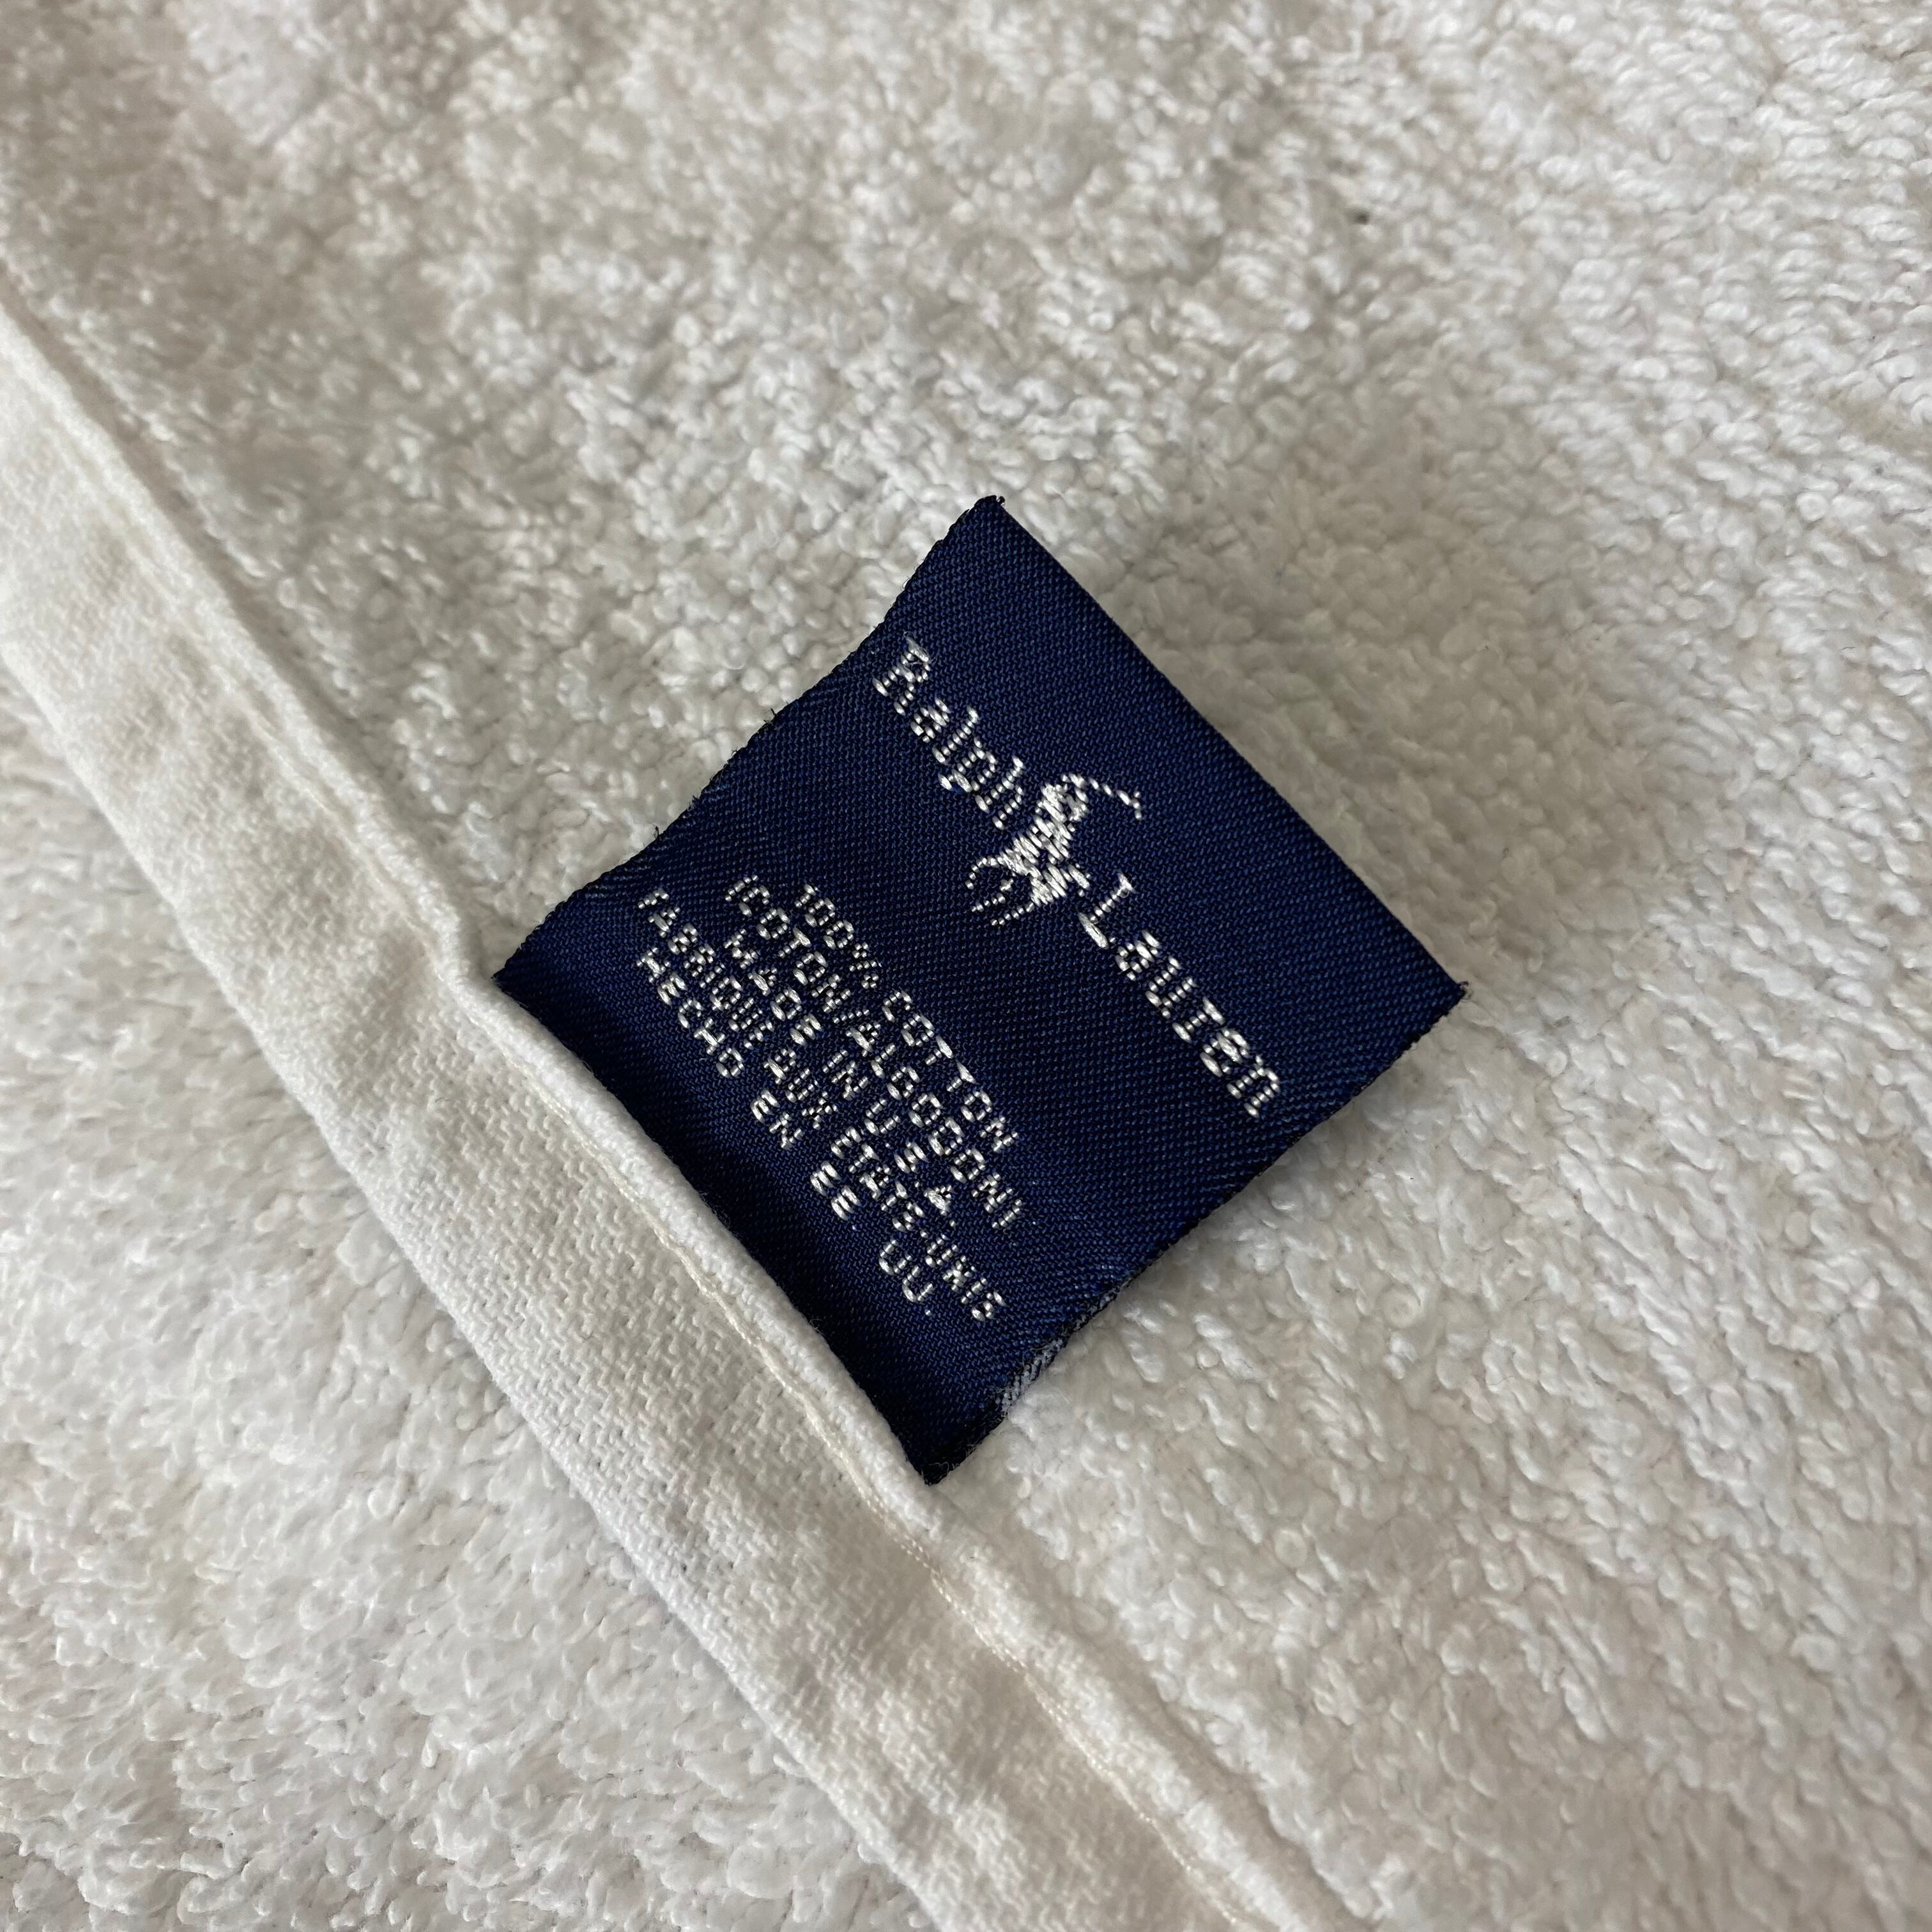 Ralph Lauren
100% COTTON
(COTON/ALGODON)
MADE IN U.S.A.
FABRIQUE AUX ETATS-UNIS
HECHO EN EE. UU.